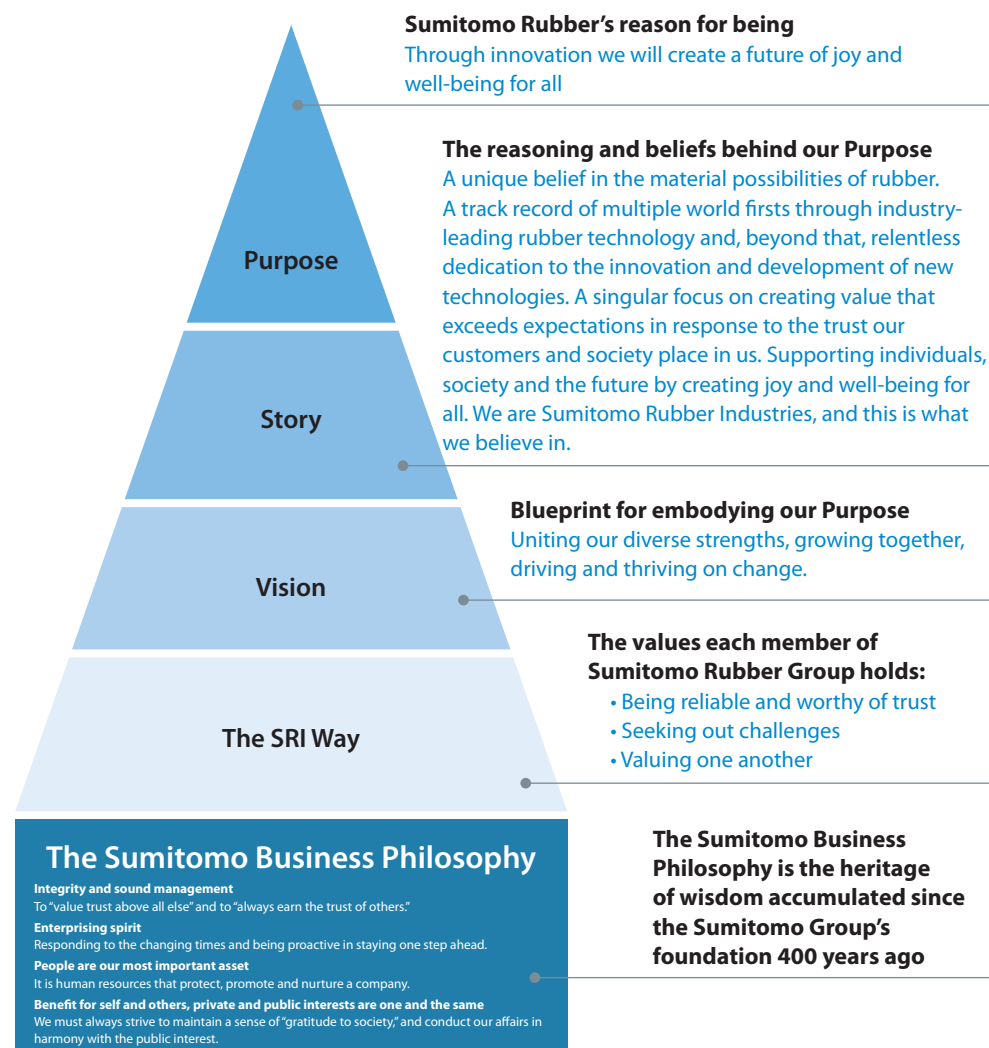 Sumitomo Rubber’s reason for being
Through innovation we will create a future of joy and
well-being for all
Purpose
The reasoning and beliefs behind our Purpose
A unique belief in the material possibilities of rubber.
A track record of multiple world firsts through industry-
leading rubber technology and, beyond that, relentless
dedication to the innovation and development of new
technologies. A singular focus on creating value that
exceeds expectations in response to the trust our
customers and society place in us. Supporting individuals,
society and the future by creating joy and well-being for
all. We are Sumitomo Rubber Industries, and this is what
we believe in.
Story
Blueprint for embodying our Purpose
Uniting our diverse strengths, growing together,
driving and thriving on change.
Vision
The values each member of
Sumitomo Rubber Group holds:
• Being reliable and worthy of trust
• Seeking out challenges
• Valuing one another
The SRI Way
The Sumitomo Business Philosophy
Integrity and sound management
To “value trust above all else” and to “always earn the trust of others.”
Enterprising spirit
Responding to the changing times and being proactive in staying one step ahead.
People are our most important asset
It is human resources that protect, promote and nurture a company.
Benefit for self and others, private and public interests are one and the same
We must always strive to maintain a sense of “gratitude to society,” and conduct our affairs in
harmony with the public interest.
The Sumitomo Business
Philosophy is the heritage
of wisdom accumulated since
the Sumitomo Group’s
foundation 400 years ago